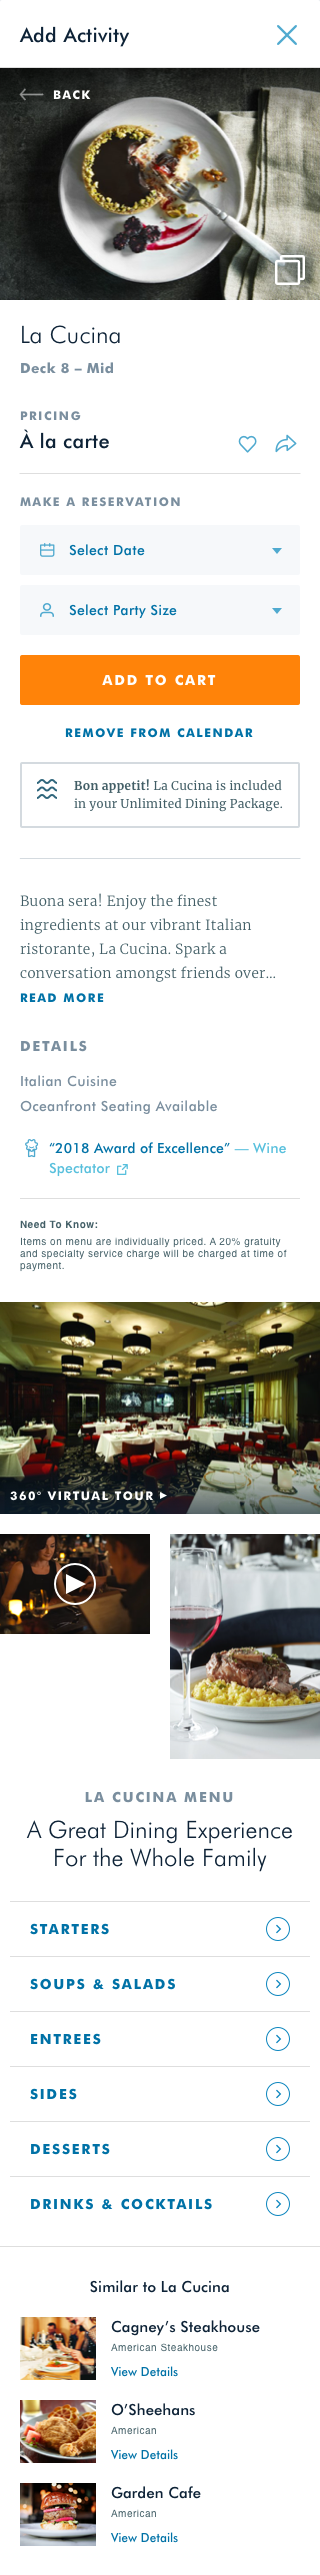 Add Activity
BACK
La Cucina
Deck 8 – Mid
PRICING
À la carte
MAKE A RESERVATION
Select Date
Select Party Size
ADD TO CART
REMOVE FROM CALENDAR
Bon appetit! La Cucina is included
in your Unlimited Dining Package.
Buona sera! Enjoy the finest
ingredients at our vibrant Italian
ristorante, La Cucina. Spark a
conversation amongst friends over...
READ MORE
DETAILS
Italian Cuisine
Oceanfront Seating Available
“2018 Award of Excellence” — Wine
Spectator
Need To Know:
Items on menu are individually priced. A 20% gratuity
and specialty service charge will be charged at time of
payment.
360° VIRTUAL TOUR
LA CUCINA MENU
A Great Dining Experience
For the Whole Family
STARTERS
SOUPS & SALADS
ENTREES
SIDES
DESSERTS
DRINKS & COCKTAILS
Similar to La Cucina
Cagney’s Steakhouse
American Steakhouse
View Details
O’Sheehans
American
View Details
Garden Cafe
American
View Details